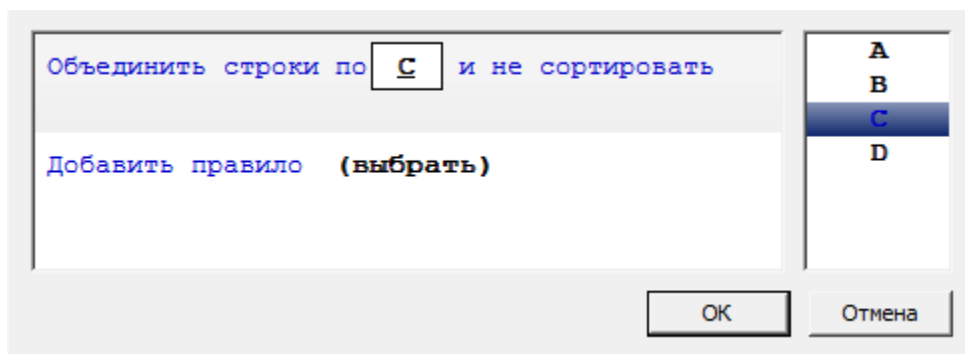 Объединить строки по C и не сортировать
Добавить правило (выбрать)
A
B
C
D
OK
Отмена